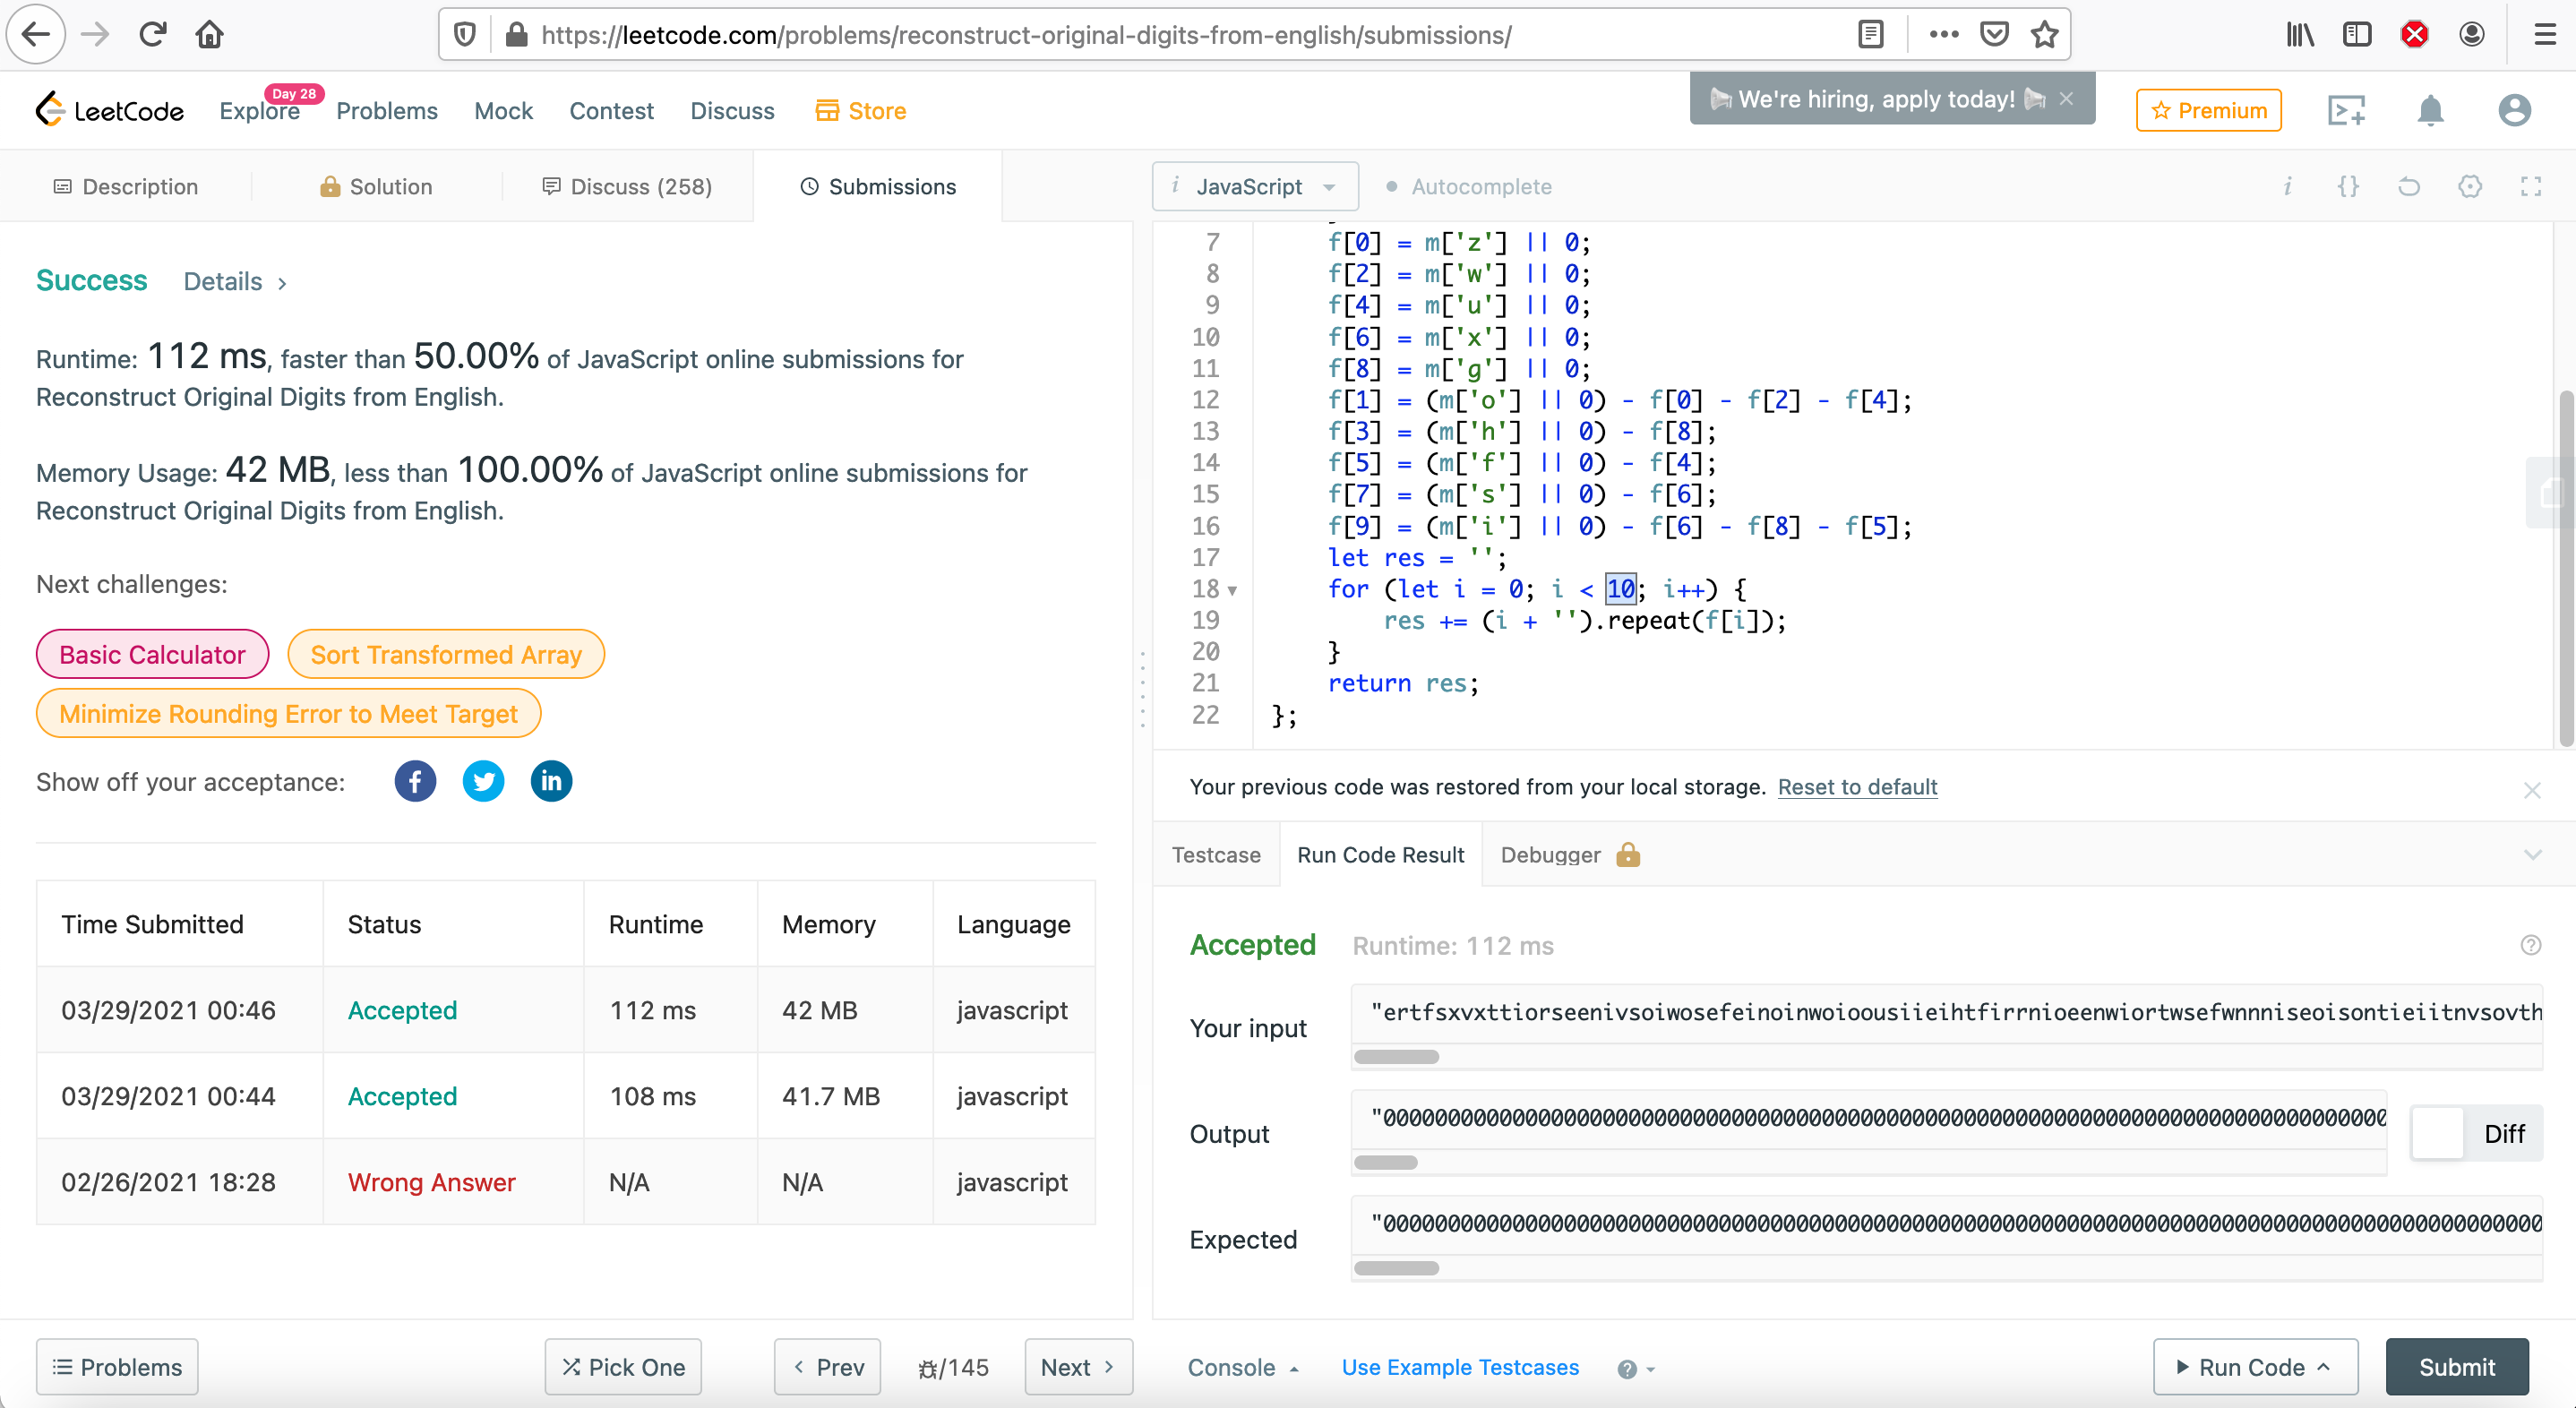 https://leetcode.com/problems/reconstruct-original-digits-from-english/submissions/
LeetCode
Explore
Day 28
Problems
Mock
Contest
Discuss
Store
We're hiring, apply today!
Premium
Description
Solution
Discuss (258)
Submissions
Success
Details
Runtime: 112 ms, faster than 50.00% of JavaScript online submissions for
Reconstruct Original Digits from English.
Memory Usage: 42 MB, less than 100.00% of JavaScript online submissions for
Reconstruct Original Digits from English.
Next challenges:
Basic Calculator
Sort Transformed Array
Minimize Rounding Error to Meet Target
Show off your acceptance:
Time Submitted Status Runtime Memory Language
03/29/2021 00:46 Accepted 112 ms 42 MB javascript
03/29/2021 00:44 Accepted 108 ms 41.7 MB javascript
02/26/2021 18:28 Wrong Answer N/A N/A javascript
Problems
Pick One
Prev
/145
Next
i JavaScript
Autocomplete
7 f[0] = m['z'] || 0;
8 f[2] = m['w'] || 0;
9 f[4] = m['u'] || 0;
10 f[6] = m['x'] || 0;
11 f[8] = m['g'] || 0;
12 f[1] = (m['o'] || 0) - f[0] - f[2] - f[4];
13 f[3] = (m['h'] || 0) - f[8];
14 f[5] = (m['f'] || 0) - f[4];
15 f[7] = (m['s'] || 0) - f[6];
16 f[9] = (m['i'] || 0) - f[6] - f[8] - f[5];
17 let res = '';
18 for (let i = 0; i < 10; i++) {
19 res += (i + '').repeat(f[i]);
20 }
21 return res;
22 };
Your previous code was restored from your local storage. Reset to default
Testcase
Run Code Result
Debugger
Accepted
Runtime: 112 ms
Your input
"ertfsxvxttiorseenivsoiwosefeinoinwoioousiieihtfirrnioeenwiortwsefwnnniseoisontieiitnvsovth
Output
Diff
Expected
Console
Use Example Testcases
Run Code
Submit